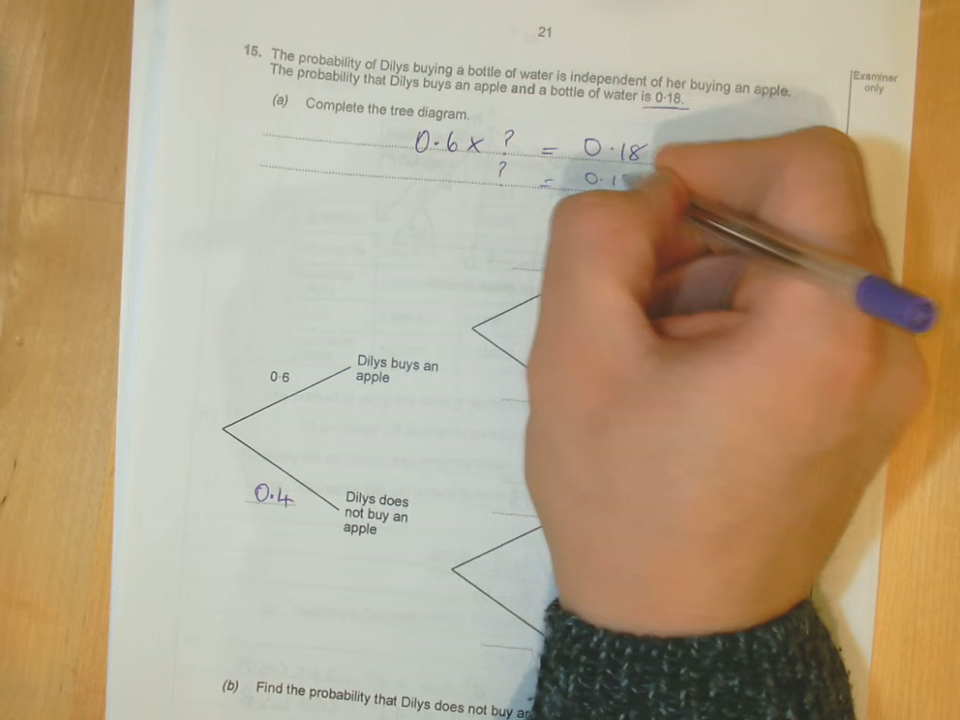 21
15. The probability of Dilys buying a bottle of water is independent of her buying an apple.
The probability that Dilys buys an apple and a bottle of water is 0·18.
Examiner
only
(a) Complete the tree diagram.
0.6 x ? = 0.18
? = 0.1
Dilys buys an
apple
0·6
0.4
Dilys does
not buy an
apple
(b) Find the probability that Dilys does not buy